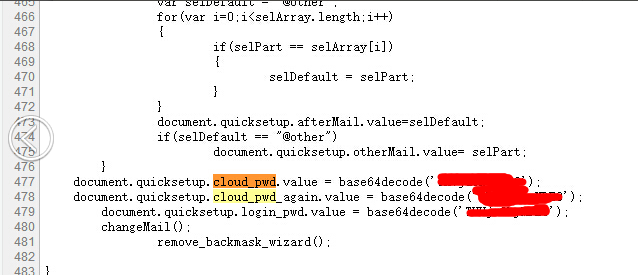 465 var selDefault = "@other";
466 for(var i=0;i<selArray.length;i++)
467 {
468 if(selPart == selArray[i])
469 {
470 selDefault = selPart;
471 }
472 }
473 document.quicksetup.afterMail.value=selDefault;
474 if(selDefault == "@other")
475 document.quicksetup.otherMail.value= selPart;
476 }
477 document.quicksetup.cloud_pwd.value = base64decode(' ');
478 document.quicksetup.cloud_pwd_again.value = base64decode(' ');
479 document.quicksetup.login_pwd.value = base64decode(' ');
480 changeMail();
481 remove_backmask_wizard();
482
483 }